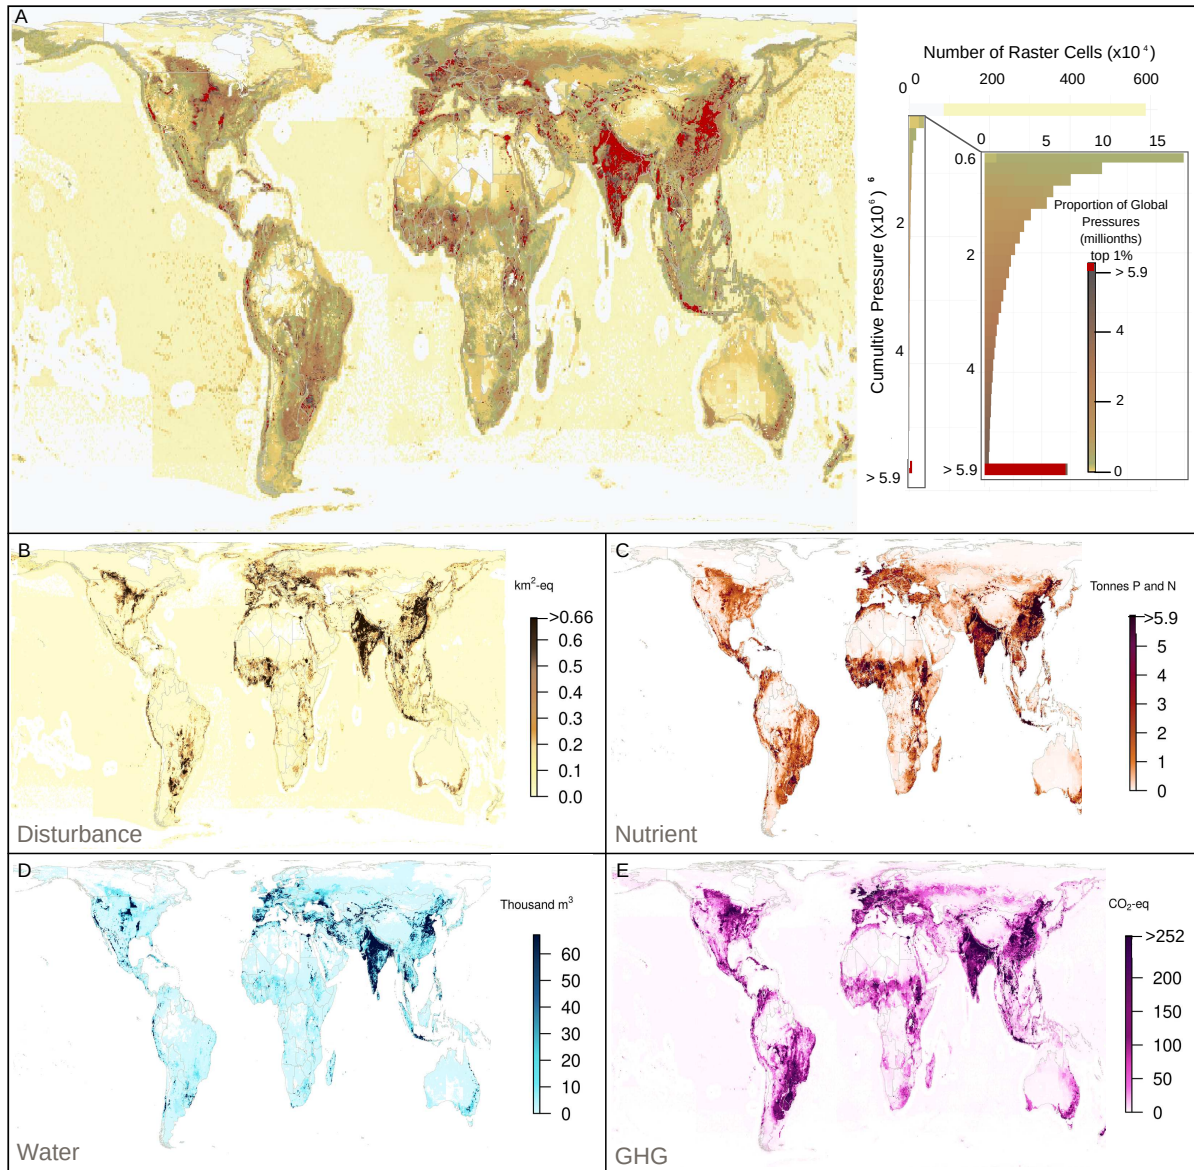 A
Number of Raster Cells (x10⁴)
0 200 400 600
0
2
4
> 5.9
Cumultive Pressure (x10⁶) ⁶
0 5 10 15
0.6
2
4
> 5.9
Proportion of Global
Pressures
(millionths)
top 1%
> 5.9
4
2
0
B
km²-eq
>0.66
0.6
0.5
0.4
0.3
0.2
0.1
0.0
Disturbance
C
Tonnes P and N
>5.9
5
4
3
2
1
0
Nutrient
D
Thousand m³
60
50
40
30
20
10
0
Water
E
CO₂-eq
>252
200
150
100
50
0
GHG